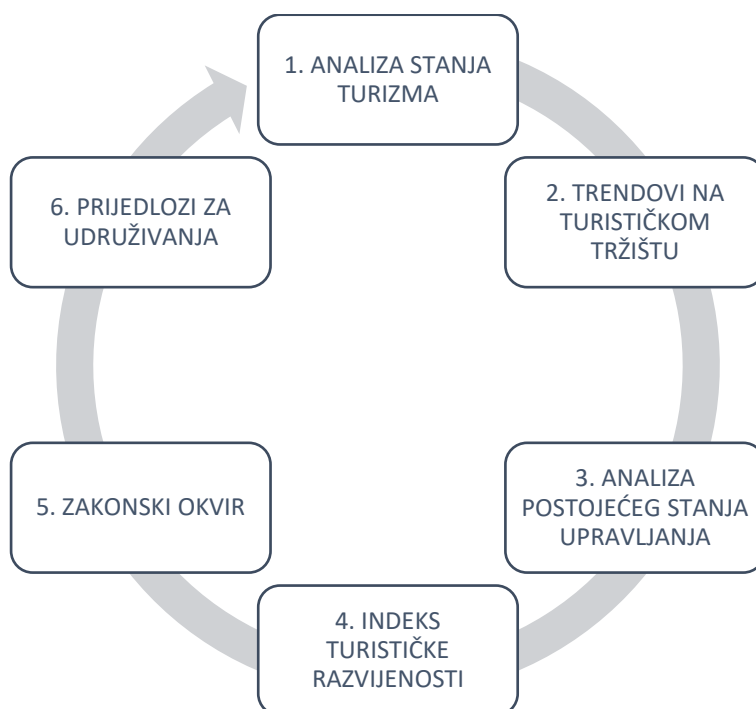 1. ANALIZA STANJA
TURIZMA
2. TRENDOVI NA
TURISTIČKOM
TRŽIŠTU
3. ANALIZA
POSTOJEĆEG STANJA
UPRAVLJANJA
4. INDEKS
TURISTIČKE
RAZVIJENOSTI
5. ZAKONSKI OKVIR
6. PRIJEDLOZI ZA
UDRUŽIVANJA